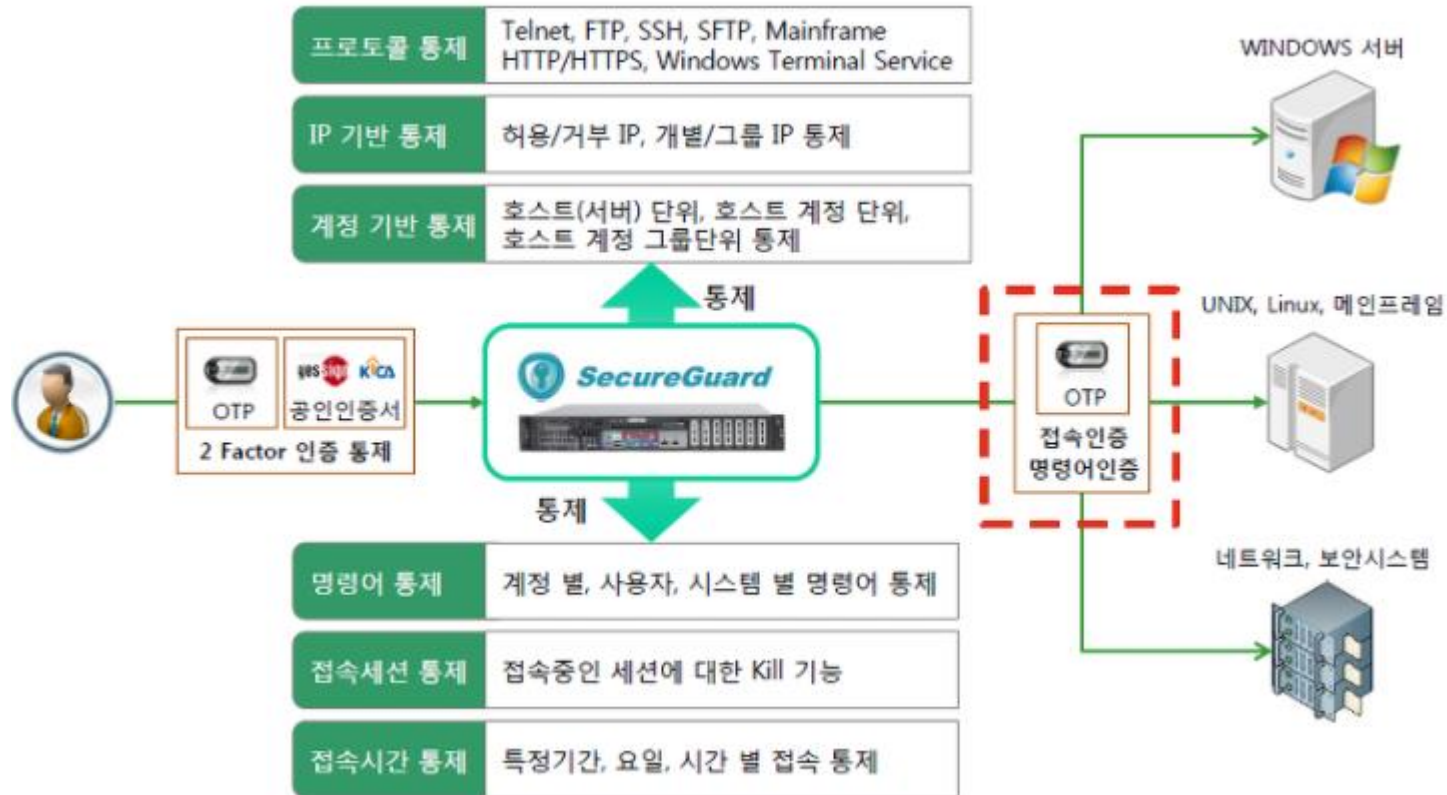 프로토콜 통제
Telnet, FTP, SSH, SFTP, Mainframe
HTTP/HTTPS, Windows Terminal Service
IP 기반 통제
허용/거부 IP, 개별/그룹 IP 통제
계정 기반 통제
호스트(서버) 단위, 호스트 계정 단위,
호스트 계정 그룹단위 통제
통제
OTP
yessign KICA
공인인증서
2 Factor 인증 통제
SecureGuard
통제
명령어 통제
계정 별, 사용자, 시스템 별 명령어 통제
접속세션 통제
접속중인 세션에 대한 Kill 기능
접속시간 통제
특정기간, 요일, 시간 별 접속 통제
OTP
접속인증
명령어인증
WINDOWS 서버
UNIX, Linux, 메인프레임
네트워크, 보안시스템